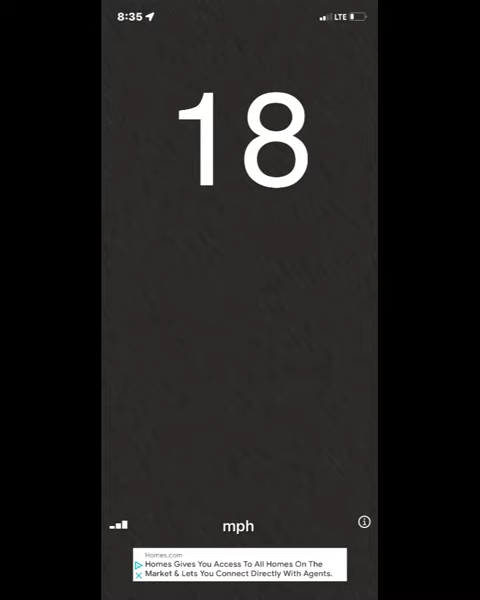 8:35 LTE
18
mph
Homes.com
Homes Gives You Access To All Homes On The
Market & Lets You Connect Directly With Agents.